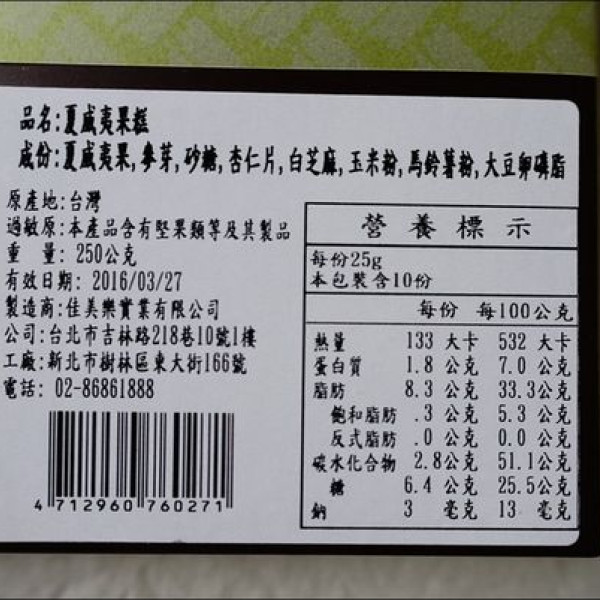 品名:夏威夷果糕
成份:夏威夷果,麥芽,砂糖,杏仁片,白芝麻,玉米粉,馬鈴薯粉,大豆卵磷脂
原產地:台灣
過敏原:本產品含有堅果類等及其製品
重 量: 250公克
有效日期: 2016/03/27
製造商:佳美樂實業有限公司
公司:台北市吉林路218巷10號1樓
工廠:新北市樹林區東大街166號
電話: 02-86861888
4 712960 760271
營養標示
每份25g
本包裝含10份
每份 每100公克
熱量 133 大卡 532 大卡
蛋白質 1.8 公克 7.0 公克
脂肪 8.3 公克 33.3公克
飽和脂肪 .3 公克 5.3 公克
反式脂肪 .0 公克 0.0 公克
碳水化合物 2.8公克 51.1公克
糖 6.4 公克 25.5公克
鈉 3 毫克 13 毫克